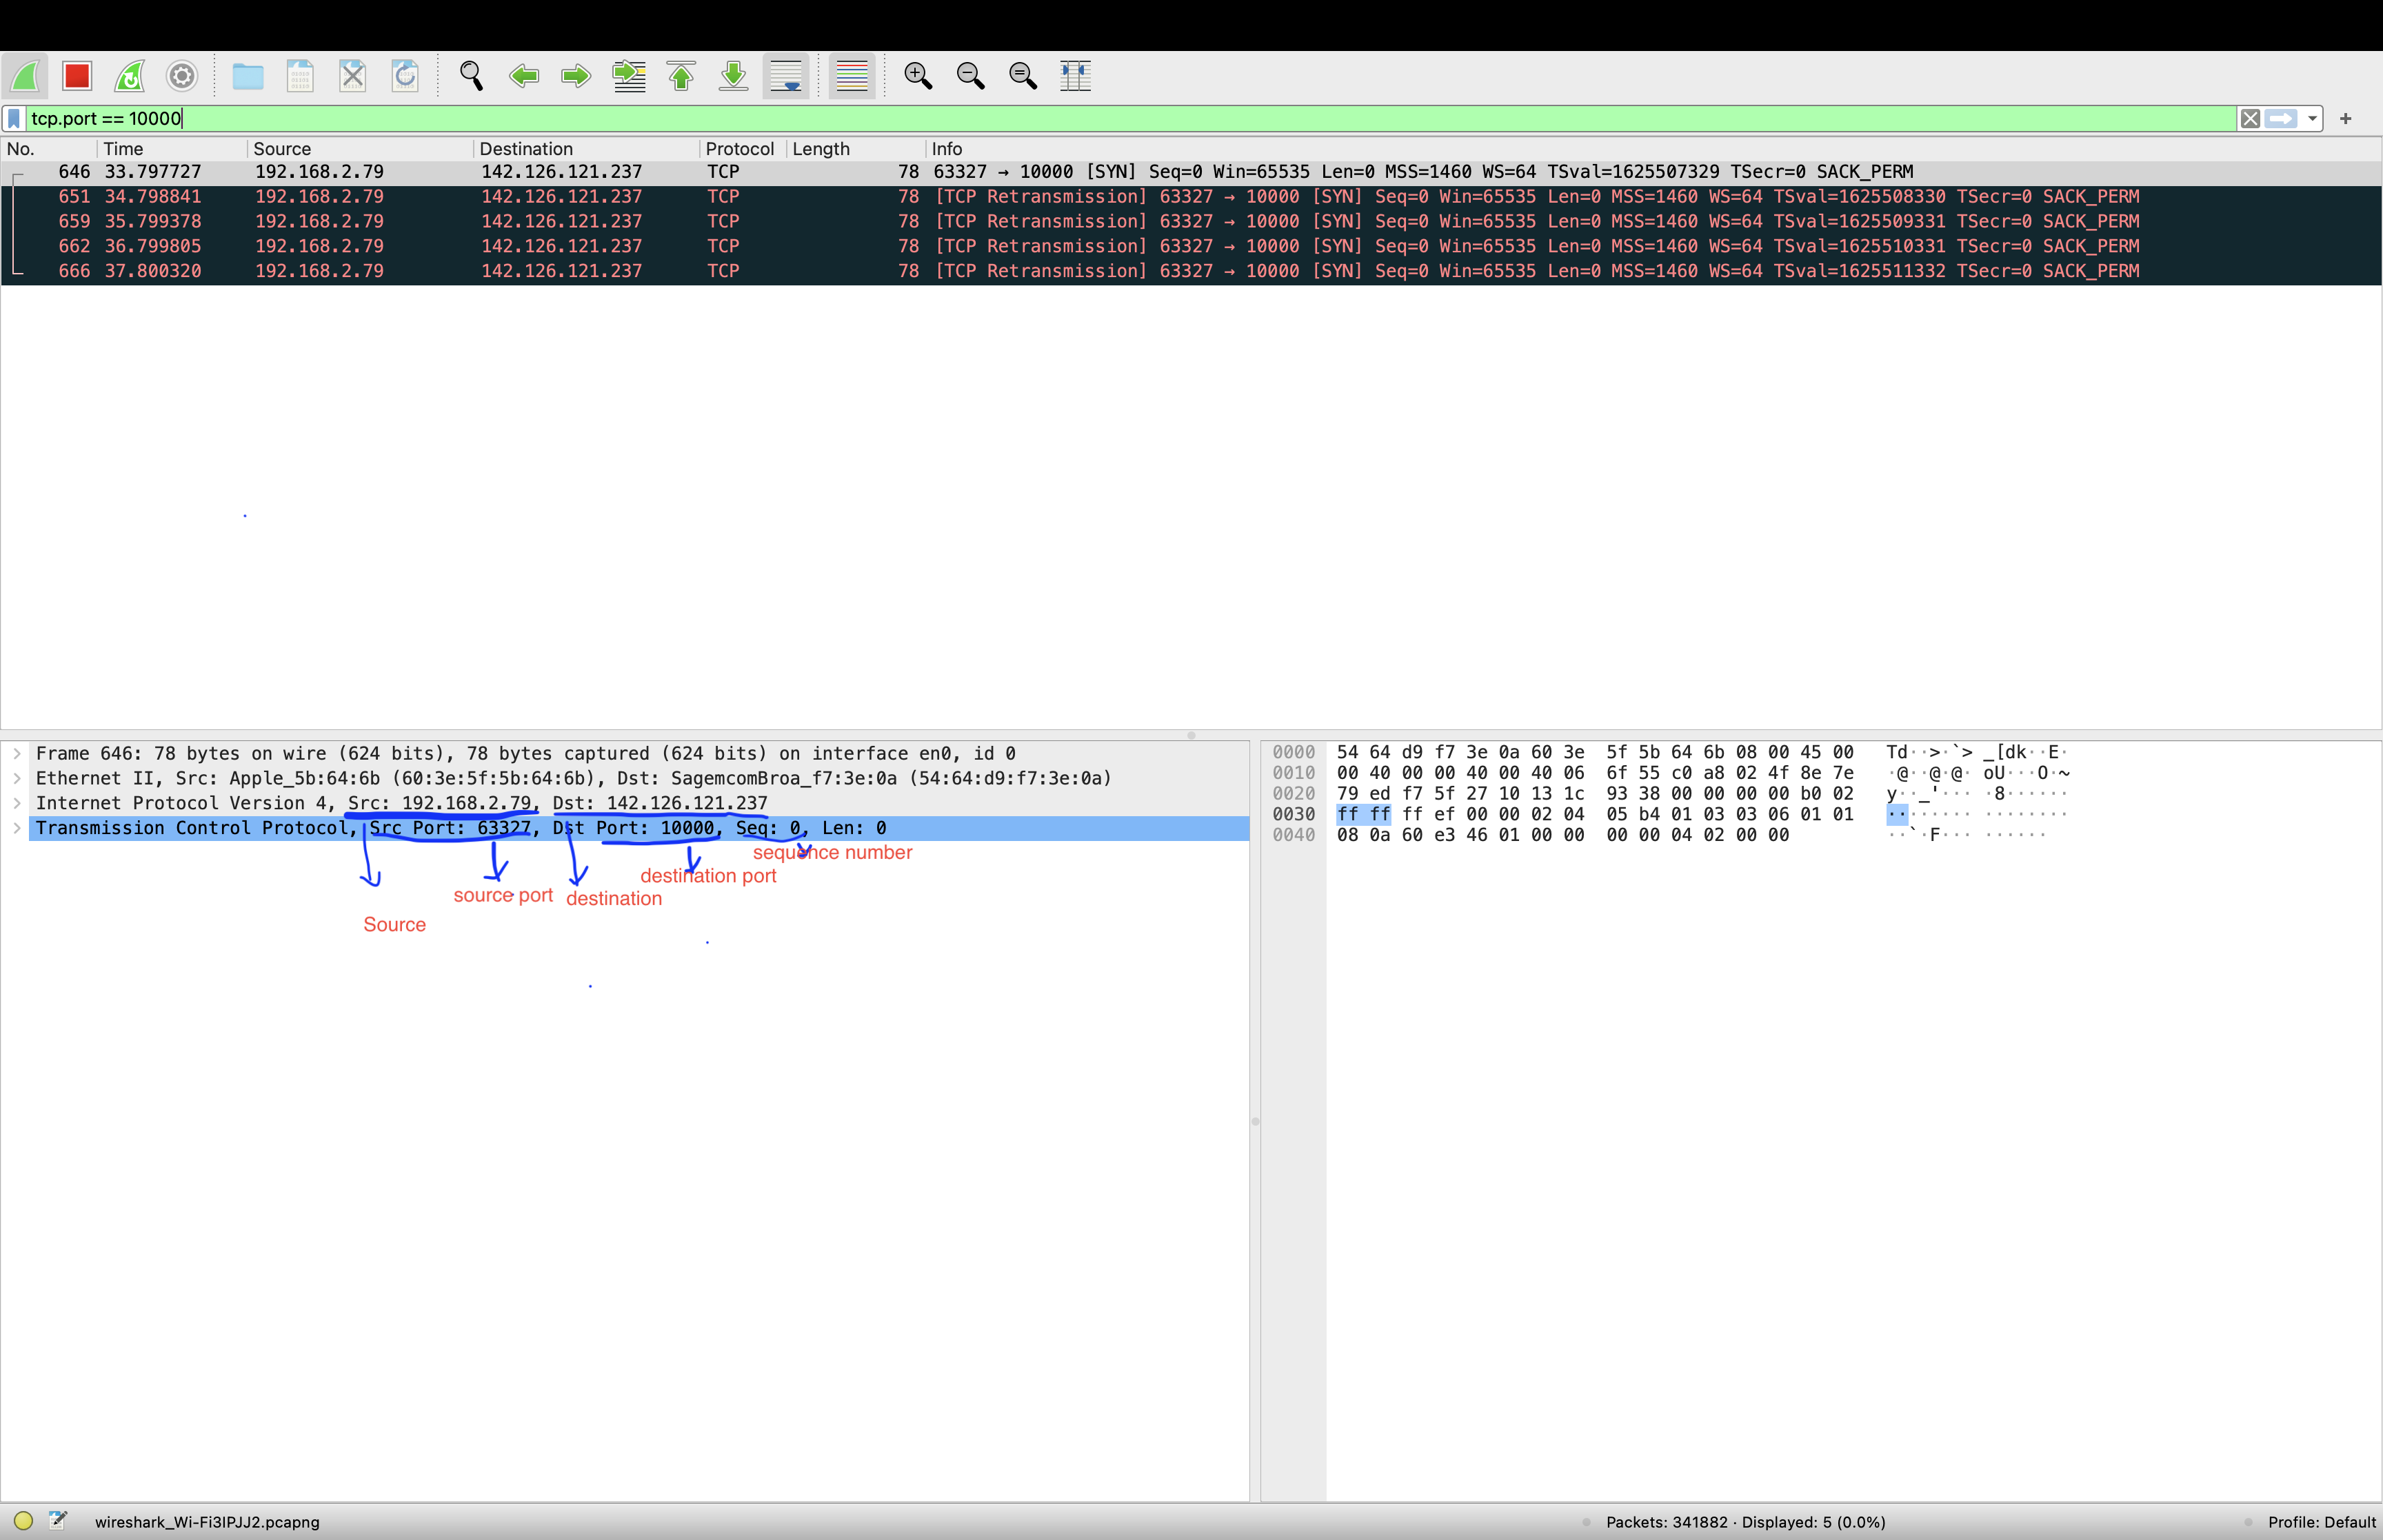 tcp.port == 10000
No. Time Source Destination Protocol Length Info
646 33.797727 192.168.2.79 142.126.121.237 TCP 78 63327 → 10000 [SYN] Seq=0 Win=65535 Len=0 MSS=1460 WS=64 TSval=1625507329 TSecr=0 SACK_PERM
651 34.798841 192.168.2.79 142.126.121.237 TCP 78 [TCP Retransmission] 63327 → 10000 [SYN] Seq=0 Win=65535 Len=0 MSS=1460 WS=64 TSval=1625508330 TSecr=0 SACK_PERM
659 35.799378 192.168.2.79 142.126.121.237 TCP 78 [TCP Retransmission] 63327 → 10000 [SYN] Seq=0 Win=65535 Len=0 MSS=1460 WS=64 TSval=1625509331 TSecr=0 SACK_PERM
662 36.799805 192.168.2.79 142.126.121.237 TCP 78 [TCP Retransmission] 63327 → 10000 [SYN] Seq=0 Win=65535 Len=0 MSS=1460 WS=64 TSval=1625510331 TSecr=0 SACK_PERM
666 37.800320 192.168.2.79 142.126.121.237 TCP 78 [TCP Retransmission] 63327 → 10000 [SYN] Seq=0 Win=65535 Len=0 MSS=1460 WS=64 TSval=1625511332 TSecr=0 SACK_PERM
Frame 646: 78 bytes on wire (624 bits), 78 bytes captured (624 bits) on interface en0, id 0
Ethernet II, Src: Apple_5b:64:6b (60:3e:5f:5b:64:6b), Dst: SagemcomBroa_f7:3e:0a (54:64:d9:f7:3e:0a)
Internet Protocol Version 4, Src: 192.168.2.79, Dst: 142.126.121.237
Transmission Control Protocol, Src Port: 63327, Dst Port: 10000, Seq: 0, Len: 0
sequence number
destination port
source port
destination
Source
0000 54 64 d9 f7 3e 0a 60 3e 5f 5b 64 6b 08 00 45 00 Td··>·`> _[dk··E·
0010 00 40 00 00 40 00 40 06 6f 55 c0 a8 02 4f 8e 7e ·@··@·@· oU···O·~
0020 79 ed f7 5f 27 10 13 1c 93 38 00 00 00 00 b0 02 y··_'··· ·8······
0030 ff ff ff ef 00 00 02 04 05 b4 01 03 03 06 01 01 ········ ········
0040 08 0a 60 e3 46 01 00 00 00 00 04 02 00 00 ··`·F··· ······
wireshark_Wi-Fi3IPJJ2.pcapng
Packets: 341882 · Displayed: 5 (0.0%)
Profile: Default